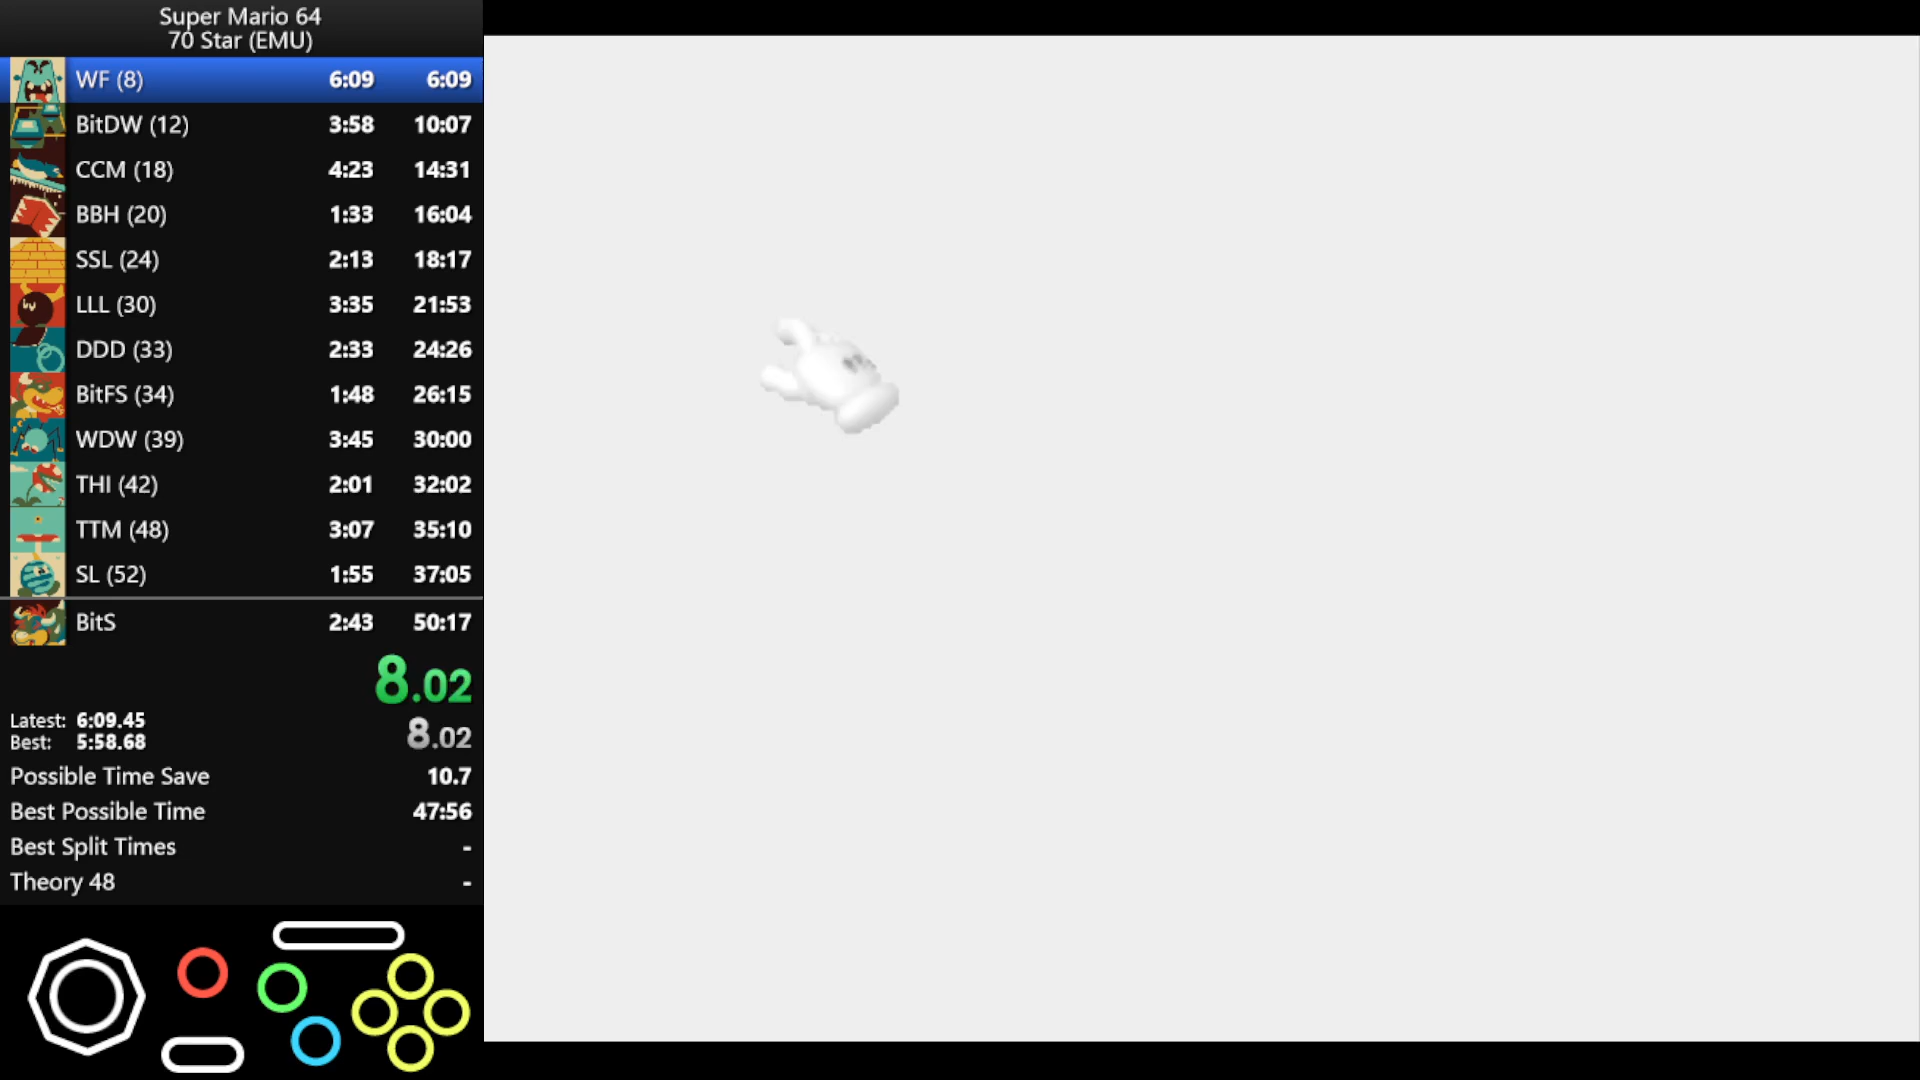 Super Mario 64
70 Star (EMU)
WF (8) 6:09 6:09
BitDW (12) 3:58 10:07
CCM (18) 4:23 14:31
BBH (20) 1:33 16:04
SSL (24) 2:13 18:17
LLL (30) 3:35 21:53
DDD (33) 2:33 24:26
BitFS (34) 1:48 26:15
WDW (39) 3:45 30:00
THI (42) 2:01 32:02
TTM (48) 3:07 35:10
SL (52) 1:55 37:05
BitS 2:43 50:17
8.02
Latest: 6:09.45
Best: 5:58.68
8.02
Possible Time Save 10.7
Best Possible Time 47:56
Best Split Times -
Theory 48 -